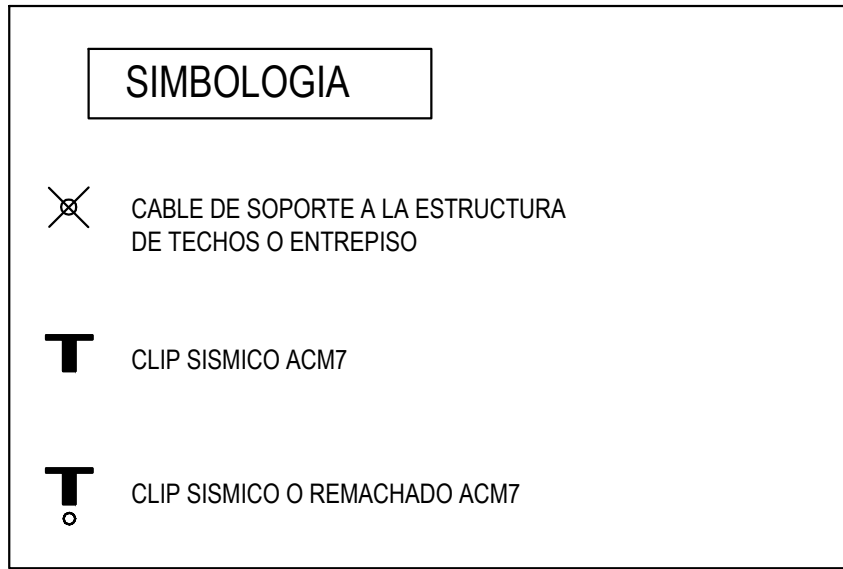 SIMBOLOGIA
CABLE DE SOPORTE A LA ESTRUCTURA
DE TECHOS O ENTREPISO
CLIP SISMICO ACM7
CLIP SISMICO O REMACHADO ACM7